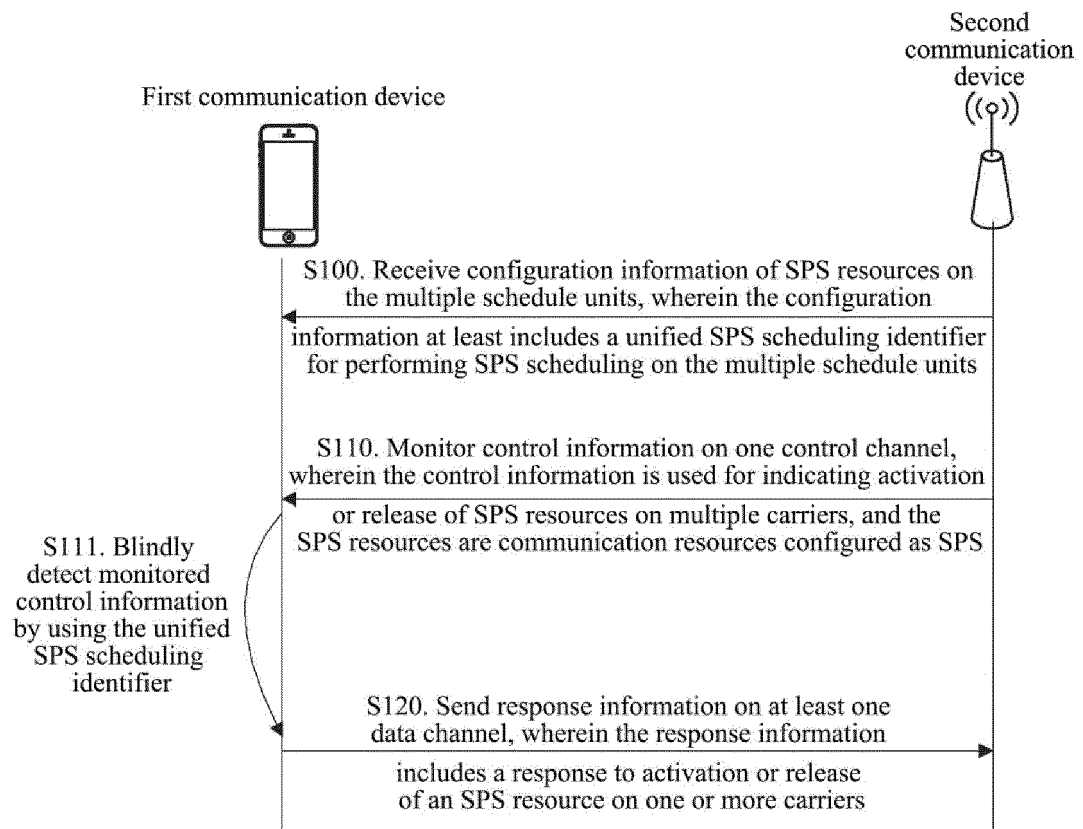 Second
communication
device
First communication device
S100. Receive configuration information of SPS resources on
the multiple schedule units, wherein the configuration
information at least includes a unified SPS scheduling identifier
for performing SPS scheduling on the multiple schedule units
S110. Monitor control information on one control channel,
wherein the control information is used for indicating activation
or release of SPS resources on multiple carriers, and the
SPS resources are communication resources configured as SPS
S111. Blindly
detect monitored
control information
by using the unified
SPS scheduling
identifier
S120. Send response information on at least one
data channel, wherein the response information
includes a response to activation or release
of an SPS resource on one or more carriers